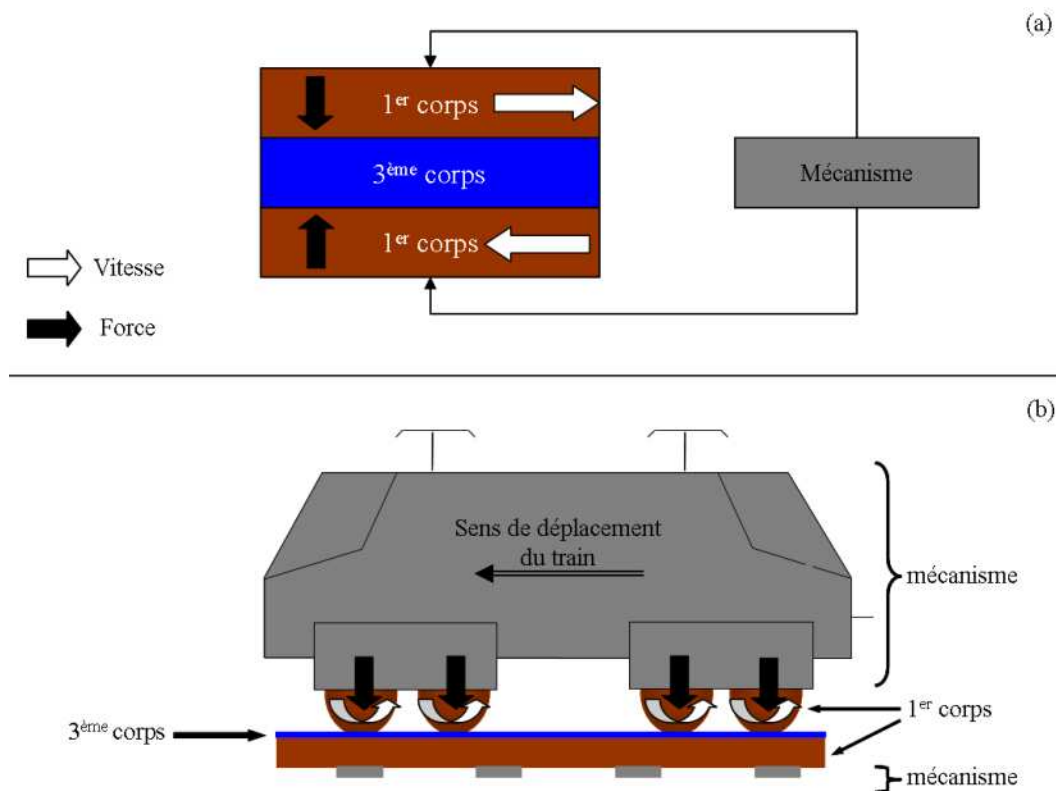 (a)
1er corps
3ème corps
Mécanisme
1er corps
Vitesse
Force
(b)
Sens de déplacement
du train
mécanisme
1er corps
3ème corps
mécanisme